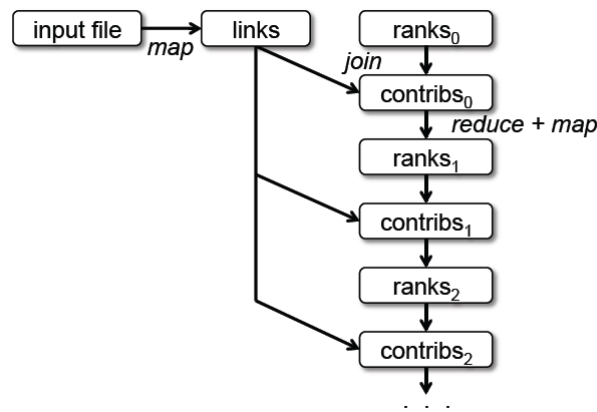 input file
map
links
ranks₀
join
contribs₀
reduce + map
ranks₁
contribs₁
ranks₂
contribs₂